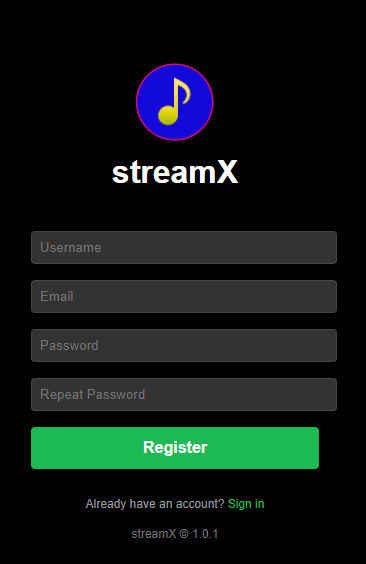 streamX
Username
Email
Password
Repeat Password
Register
Already have an account? Sign in
streamX © 1.0.1